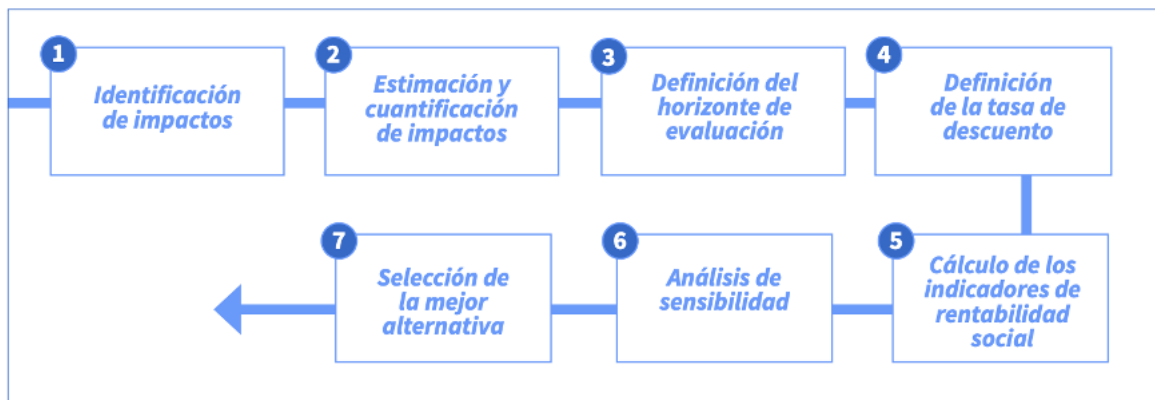 1
Identificación
de impactos
2
Estimación y
cuantificación
de impactos
3
Definición del
horizonte de
evaluación
4
Definición
de la tasa de
descuento
5
Cálculo de los
indicadores de
rentabilidad
social
6
Análisis de
sensibilidad
7
Selección de
la mejor
alternativa